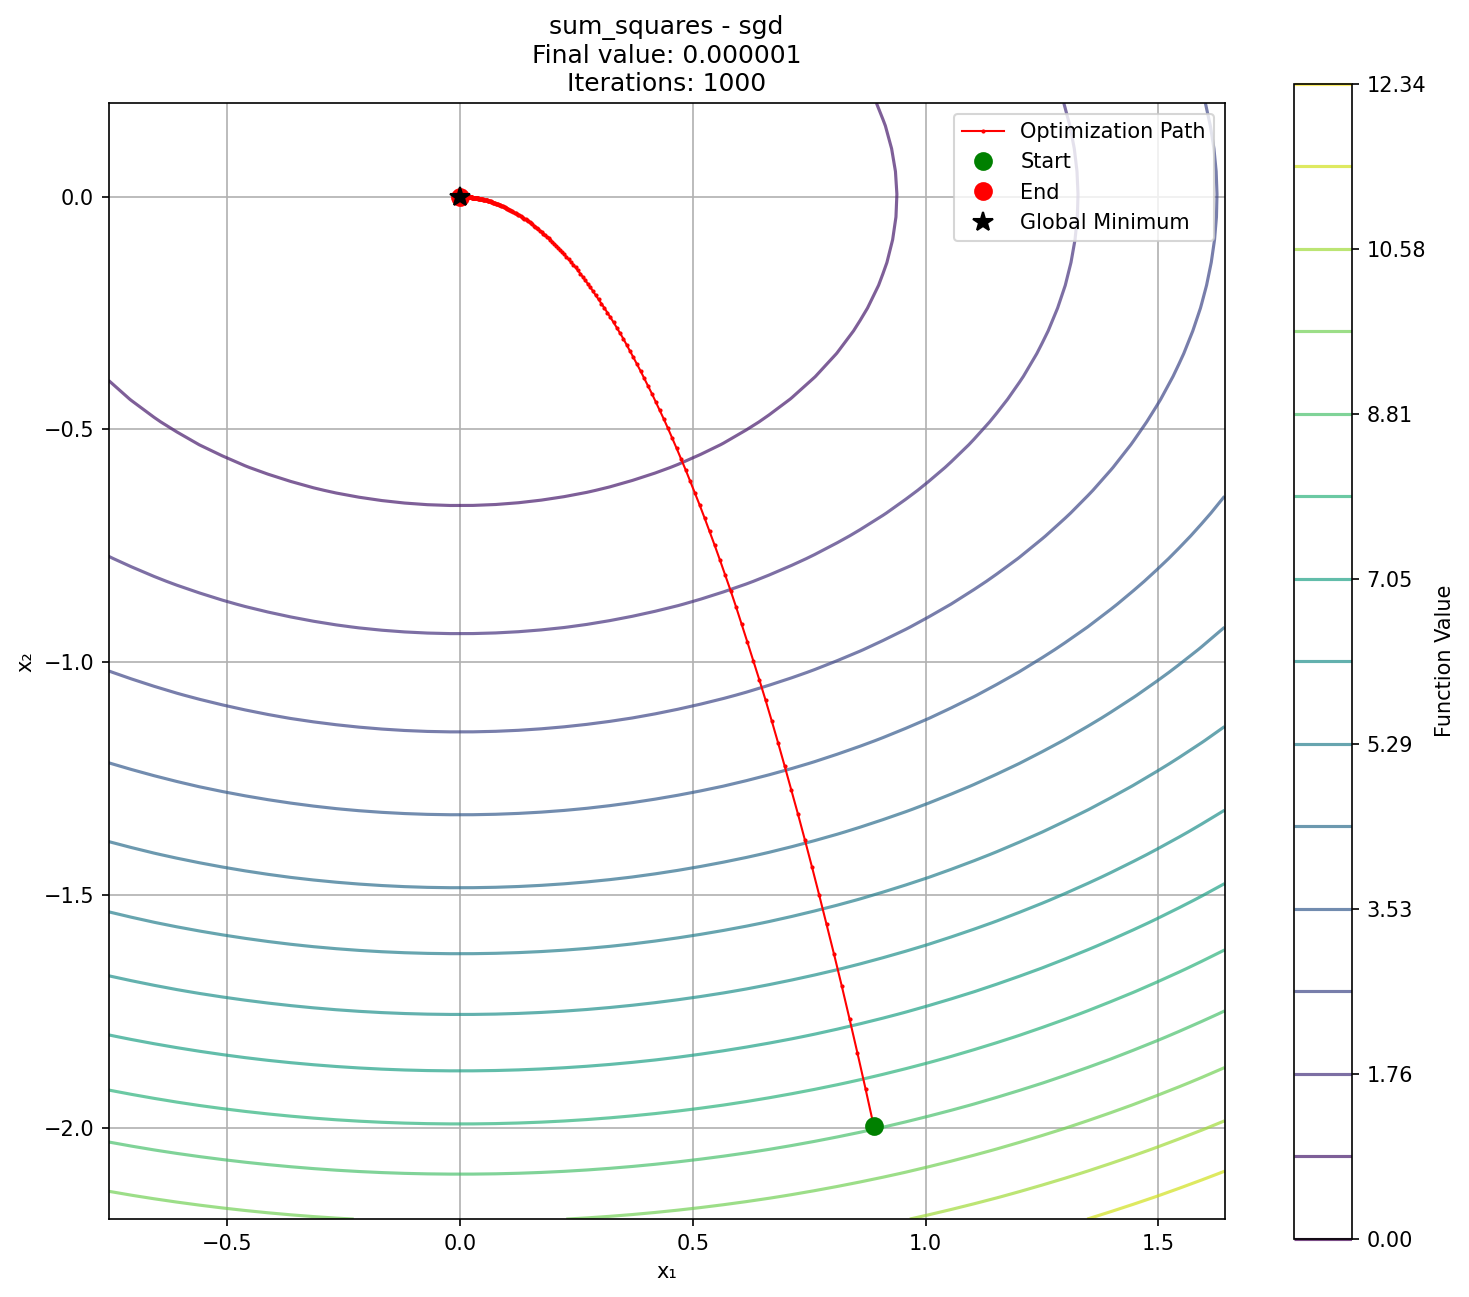 sum_squares - sgd
Final value: 0.000001
Iterations: 1000
Optimization Path
Start
End
Global Minimum
0.0
−0.5
−1.0
−1.5
−2.0
x₂
−0.5
0.0
0.5
1.0
1.5
x₁
12.34
10.58
8.81
7.05
5.29
3.53
1.76
0.00
Function Value